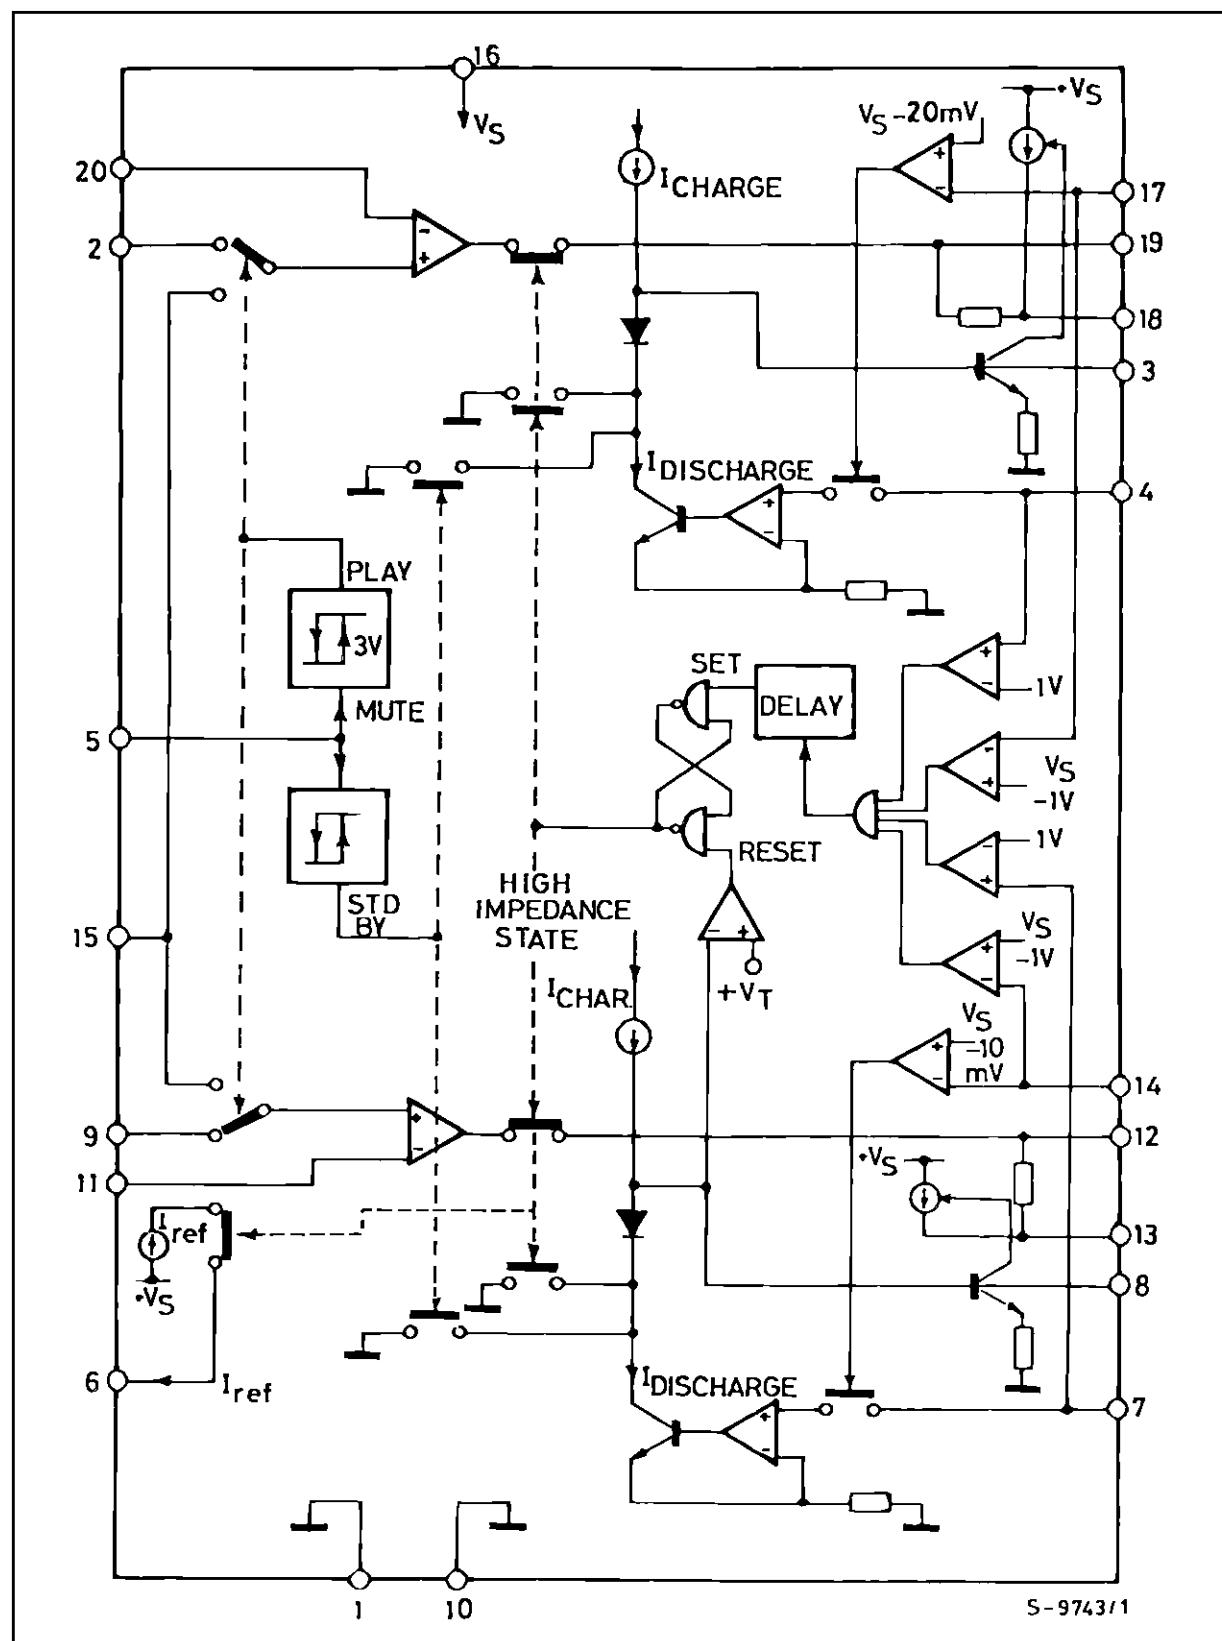 16
VS
+VS
VS -20mV
20
ICHARGE
17
2
19
18
3
IDISCHARGE
4
PLAY
3V
MUTE
SET
DELAY
1V
5
VS
-1V
RESET
1V
STD
BY
HIGH
IMPEDANCE
STATE
15
VS
-1V
ICHAR.
+VT
VS
-10
mV
14
9
12
11
+VS
Iref
13
+VS
8
6
Iref
IDISCHARGE
7
1
10
S-9743/1